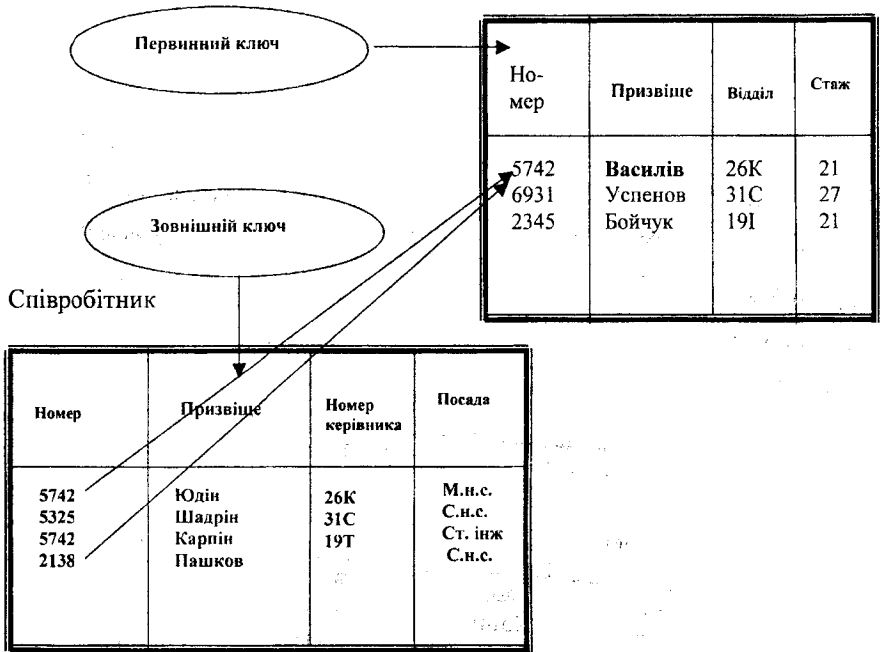 Первинний ключ
Но-
мер
Призвіще
Відділ
Стаж
5742 Василів 26К 21
6931 Успенов 31С 27
2345 Бойчук 19І 21
Зовнішній ключ
Співробітник
Номер
Призвіще
Номер
керівника
Посада
5742 Юдін 26К М.н.с.
5325 Шадрін 31С С.н.с.
5742 Карпін 19Т Ст. інж
2138 Пашков С.н.с.